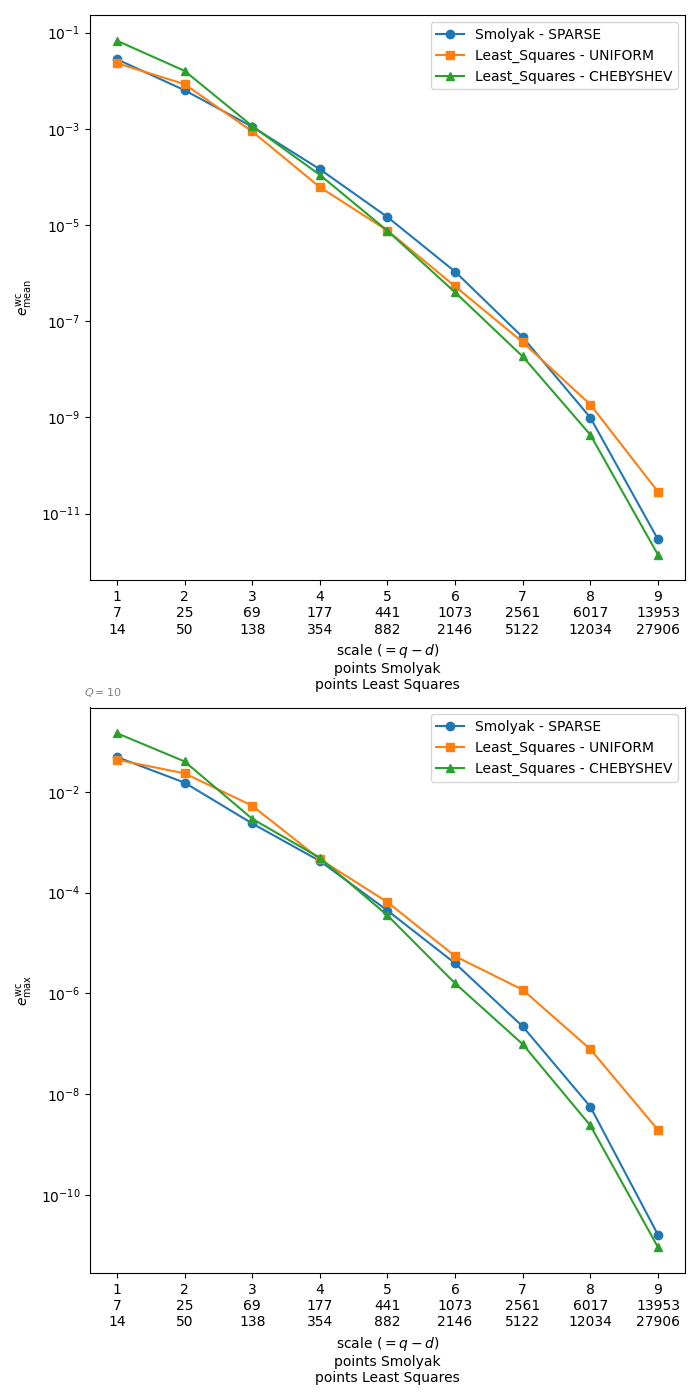 10⁻¹
10⁻³
10⁻⁵
10⁻⁷
10⁻⁹
10⁻¹¹
e^wc_mean
Smolyak - SPARSE
Least_Squares - UNIFORM
Least_Squares - CHEBYSHEV
1 2 3 4 5 6 7 8 9
7 25 69 177 441 1073 2561 6017 13953
14 50 138 354 882 2146 5122 12034 27906
scale (= q − d)
points Smolyak
points Least Squares
Q = 10
10⁻²
10⁻⁴
10⁻⁶
10⁻⁸
10⁻¹⁰
e^wc_max
Smolyak - SPARSE
Least_Squares - UNIFORM
Least_Squares - CHEBYSHEV
1 2 3 4 5 6 7 8 9
7 25 69 177 441 1073 2561 6017 13953
14 50 138 354 882 2146 5122 12034 27906
scale (= q − d)
points Smolyak
points Least Squares